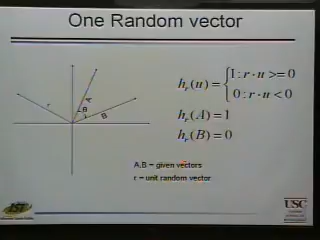 One Random vector
h_r(u) = { 1 : r · u >= 0
0 : r · u < 0
h_r(A) = 1
h_r(B) = 0
r
A
θ
B
A,B = given vectors
r = unit random vector
USC